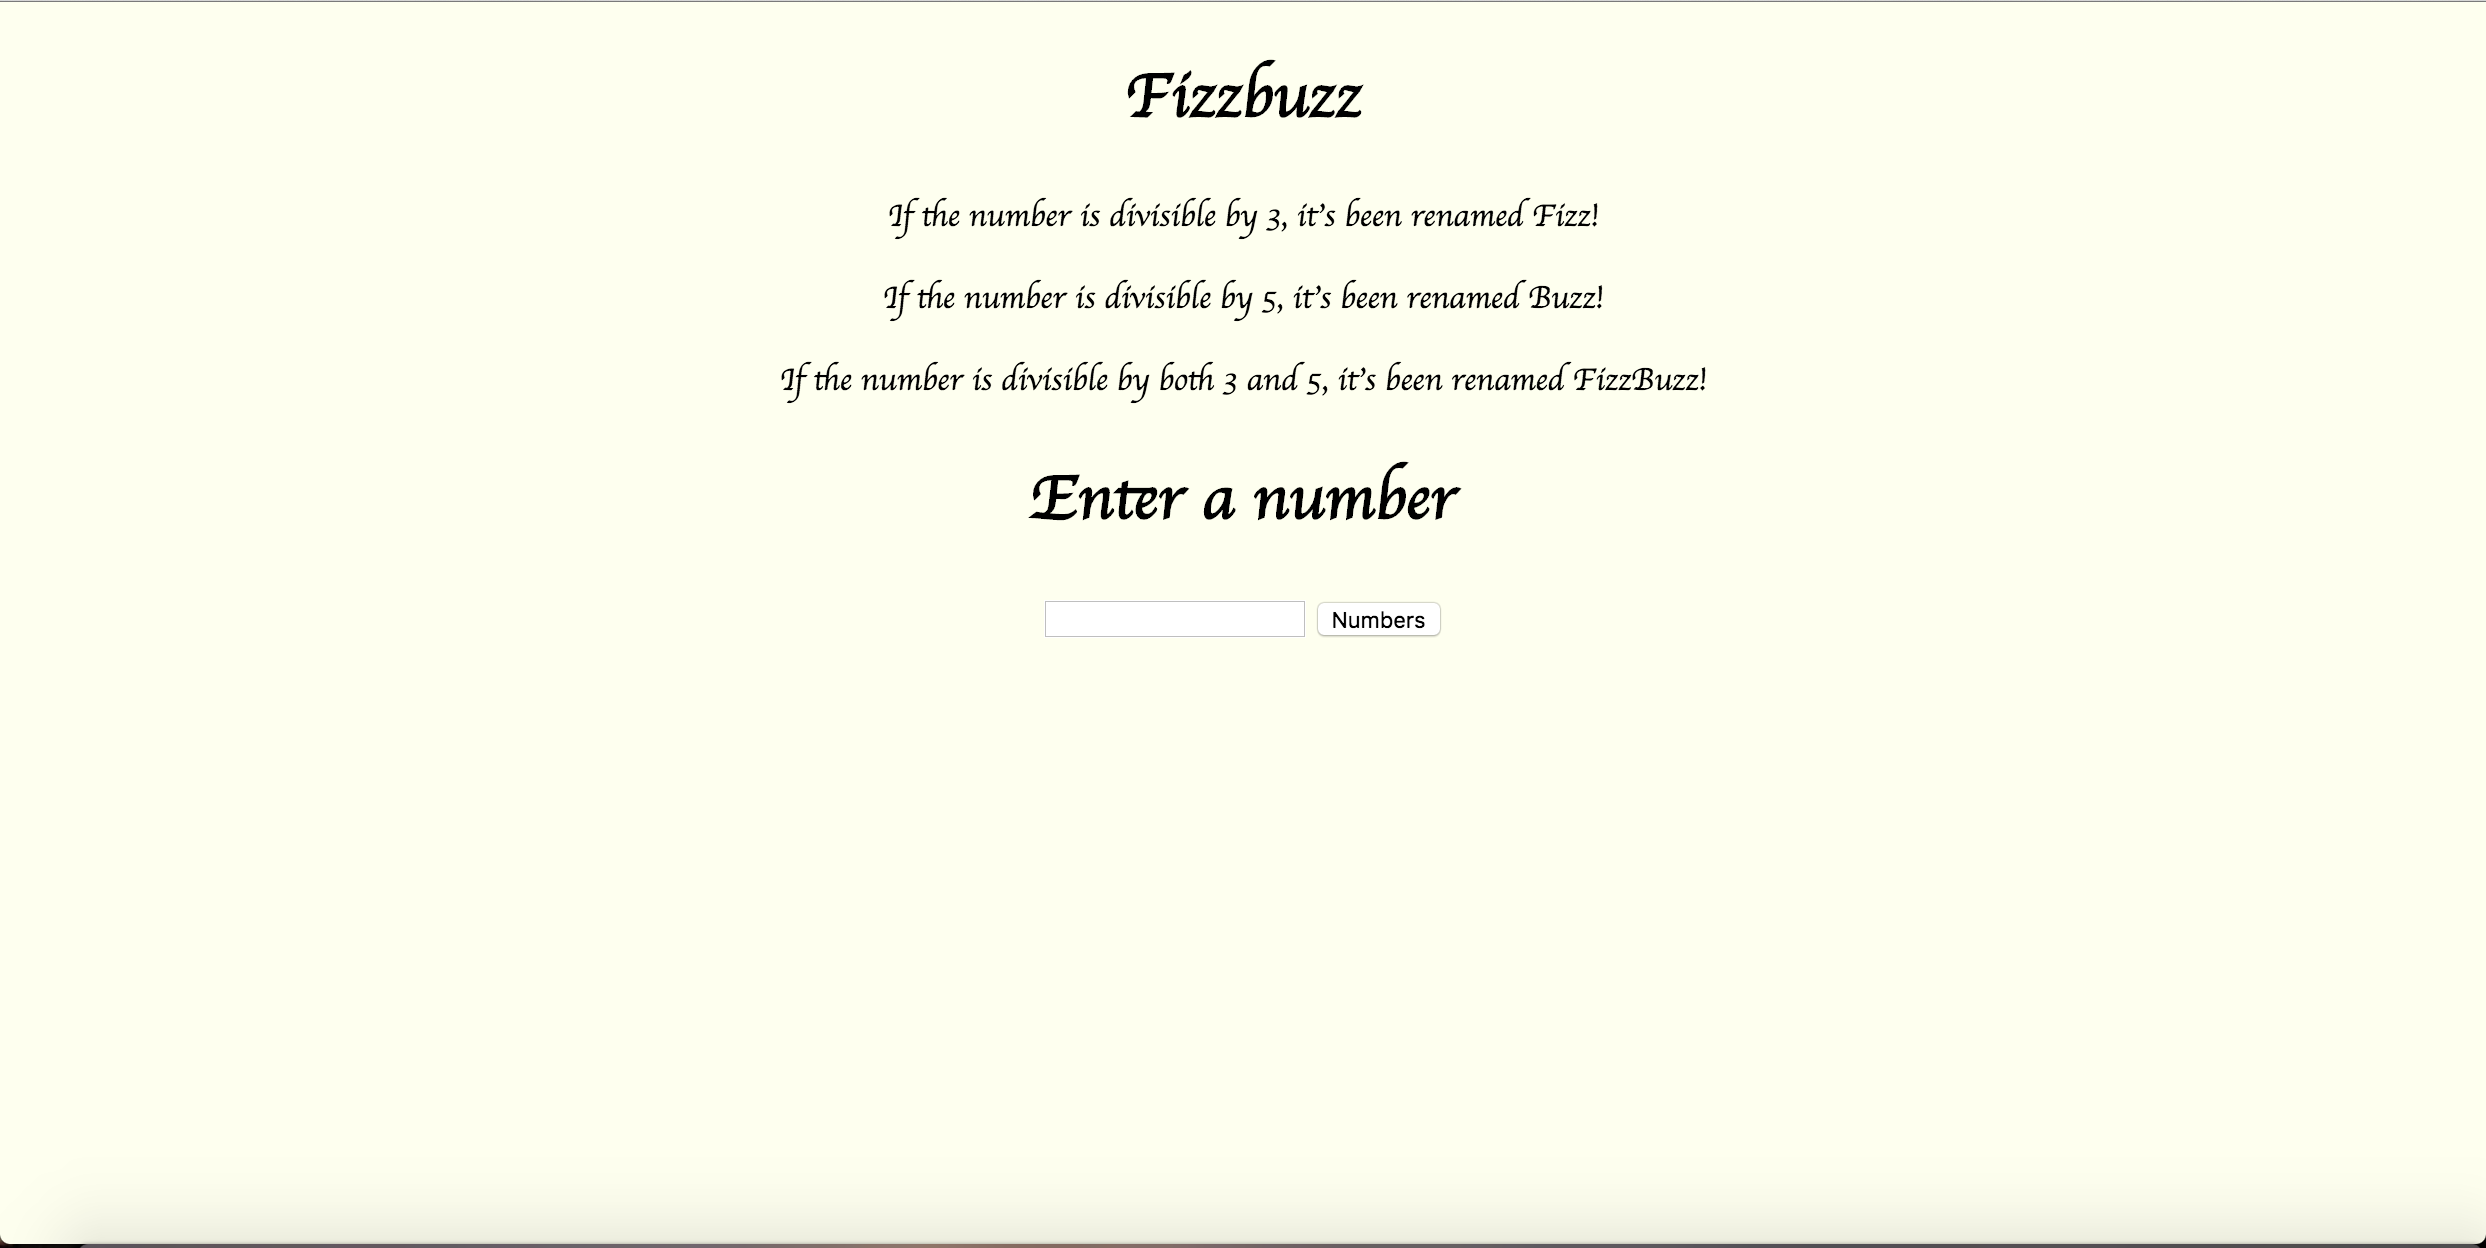 Fizzbuzz
If the number is divisible by 3, it's been renamed Fizz!
If the number is divisible by 5, it's been renamed Buzz!
If the number is divisible by both 3 and 5, it's been renamed FizzBuzz!
Enter a number
Numbers